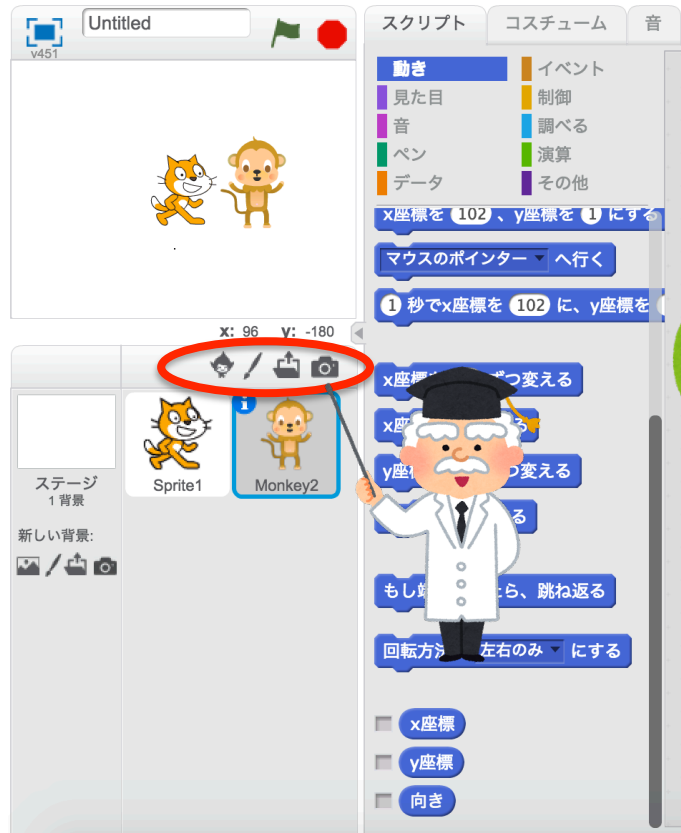 Untitled
v451
x: 96 y: -180
ステージ
1 背景
新しい背景:
Sprite1
Monkey2
スクリプト
コスチューム
音
動き
イベント
見た目
制御
音
調べる
ペン
演算
データ
その他
x座標を 102 、y座標を 1 にする
マウスのポインター へ行く
1 秒でx座標を 102 に、y座標を
x座標 ずつ変える
x座 る
y座標 つ変える
る
もし端 たら、跳ね返る
回転方法 左右のみ にする
x座標
y座標
向き